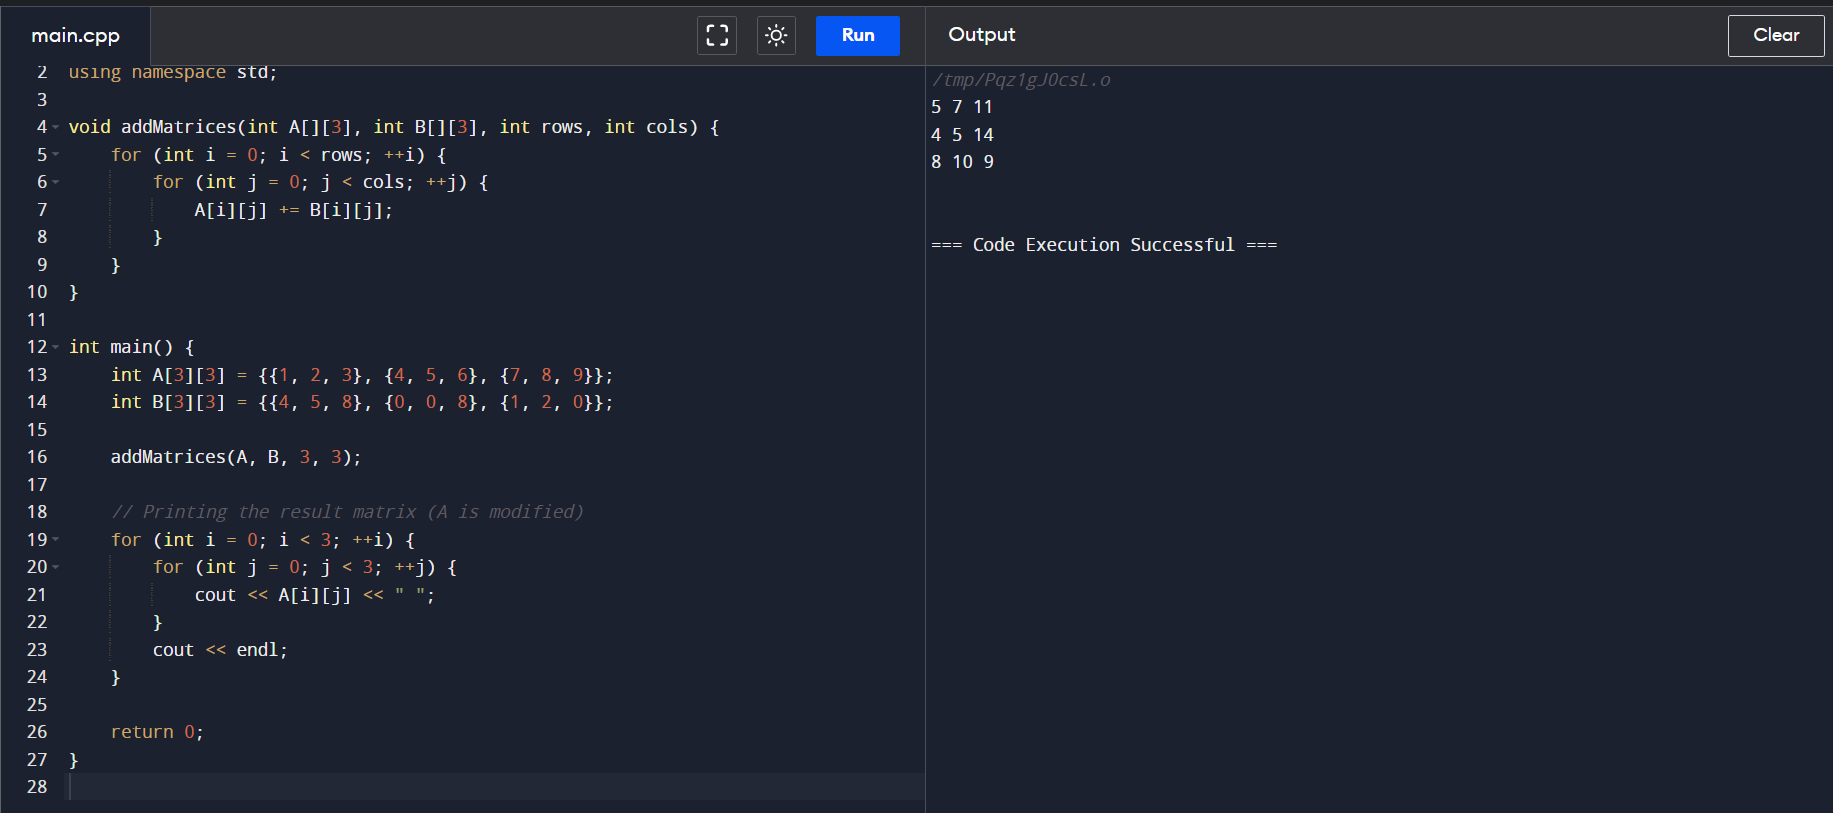 main.cpp
Run
Output
Clear
2 using namespace std;
3
4 void addMatrices(int A[][3], int B[][3], int rows, int cols) {
5     for (int i = 0; i < rows; ++i) {
6         for (int j = 0; j < cols; ++j) {
7             A[i][j] += B[i][j];
8         }
9     }
10 }
11
12 int main() {
13     int A[3][3] = {{1, 2, 3}, {4, 5, 6}, {7, 8, 9}};
14     int B[3][3] = {{4, 5, 8}, {0, 0, 8}, {1, 2, 0}};
15
16     addMatrices(A, B, 3, 3);
17
18     // Printing the result matrix (A is modified)
19     for (int i = 0; i < 3; ++i) {
20         for (int j = 0; j < 3; ++j) {
21             cout << A[i][j] << " ";
22         }
23         cout << endl;
24     }
25
26     return 0;
27 }
28
/tmp/Pqz1gJOcsL.o
5 7 11
4 5 14
8 10 9
=== Code Execution Successful ===